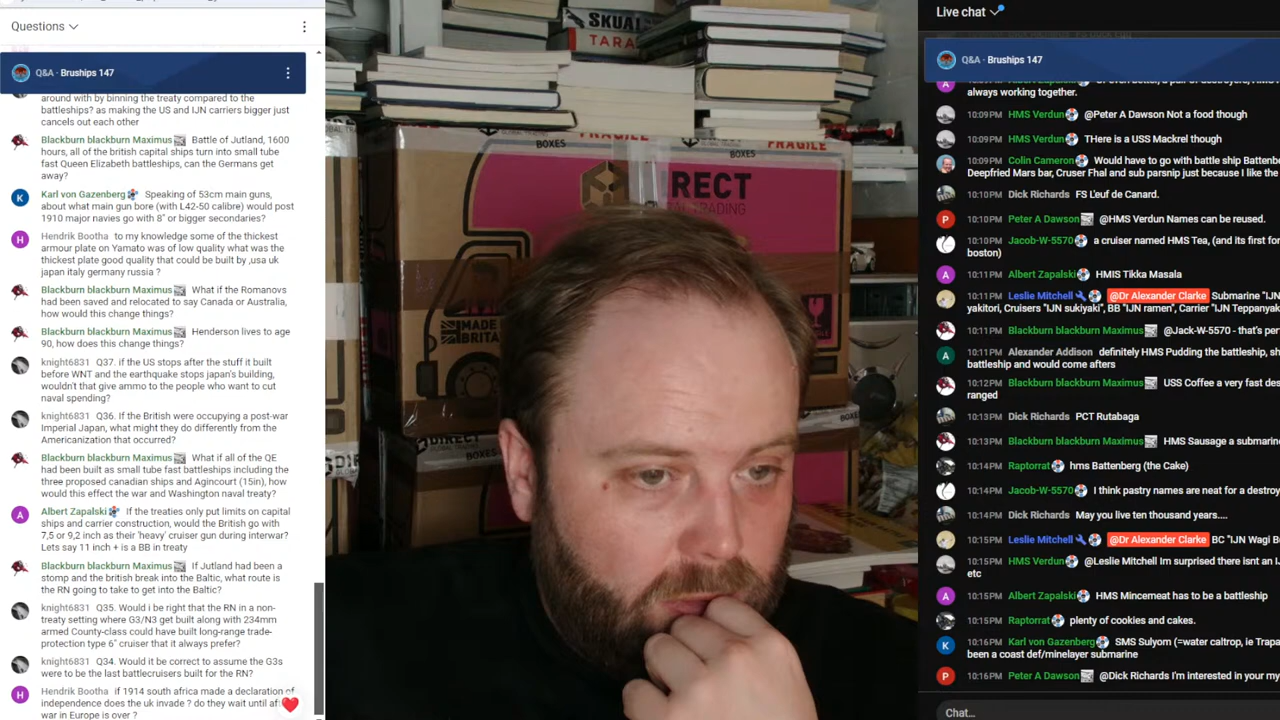 Questions
Q&A · Bruships 147
around with by binning the treaty compared to the
battleships? as making the US and IJN carriers bigger just
cancels out each other
Blackburn blackburn Maximus Battle of Jutland, 1600
hours, all of the british capital ships turn into small tube
fast Queen Elizabeth battleships, can the Germans get
away?
Karl von Gazenberg Speaking of 53cm main guns,
about what main gun bore (with L42-50 calibre) would post
1910 major navies go with 8" or bigger secondaries?
Hendrik Bootha to my knowledge some of the thickest
armour plate on Yamato was of low quality what was the
thickest plate good quality that could be built by ,usa uk
japan italy germany russia ?
Blackburn blackburn Maximus What if the Romanovs
had been saved and relocated to say Canada or Australia,
how would this change things?
Blackburn blackburn Maximus Henderson lives to age
90, how does this change things?
knight6831 Q37. if the US stops after the stuff it built
before WNT and the earthquake stops japan's building,
wouldn't that give ammo to the people who want to cut
naval spending?
knight6831 Q36. If the British were occupying a post-war
Imperial Japan, what might they do differently from the
Americanization that occurred?
Blackburn blackburn Maximus What if all of the QE
had been built as small tube fast battleships including the
three proposed canadian ships and Agincourt (15in), how
would this effect the war and Washington naval treaty?
Albert Zapalski If the treaties only put limits on capital
ships and carrier construction, would the British go with
7,5 or 9,2 inch as their 'heavy' cruiser gun during interwar?
Lets say 11 inch + is a BB in treaty
Blackburn blackburn Maximus If Jutland had been a
stomp and the british break into the Baltic, what route is
the RN going to take to get into the Baltic?
knight6831 Q35. Would i be right that the RN in a non-
treaty setting where G3/N3 get built along with 234mm
armed County-class could have built long-range trade-
protection type 6" cruiser that it always prefer?
knight6831 Q34. Would it be correct to assume the G3s
were to be the last battlecruisers built for the RN?
Hendrik Bootha if 1914 south africa made a declaration of
independence does the uk invade ? do they wait until aft
war in Europe is over ?
SKUA
TARA
FRAGILE
BOXES
FRAGILE
BOXES
RECT
TRADING
MADE
BRITA
DIRECT
BOXES
BOXES
Live chat
Q&A · Bruships 147
always working together.
10:09PM HMS Verdun @Peter A Dawson Not a food though
10:09PM HMS Verdun THere is a USS Mackrel though
10:09PM Colin Cameron Would have to go with battle ship Battenb
Deepfried Mars bar, Cruser Fhal and sub parsnip just because I like the
10:10PM Dick Richards FS L'euf de Canard.
10:10PM Peter A Dawson @HMS Verdun Names can be reused.
10:10PM Jacob-W-5570 a cruiser named HMS Tea, (and its first fo
boston)
10:11PM Albert Zapalski HMIS Tikka Masala
10:11PM Leslie Mitchell @Dr Alexander Clarke Submarine "IJN
yakitori, Cruisers "IJN sukiyaki", BB "IJN ramen", Carrier "IJN Teppanyak
10:11PM Blackburn blackburn Maximus @Jack-W-5570 - that's per
10:11PM Alexander Addison definitely HMS Pudding the battleship, sh
battleship and would come afters
10:12PM Blackburn blackburn Maximus USS Coffee a very fast des
ranged
10:13PM Dick Richards PCT Rutabaga
10:13PM Blackburn blackburn Maximus HMS Sausage a submarin
10:14PM Raptorrat hms Battenberg (the Cake)
10:14PM Jacob-W-5570 I think pastry names are neat for a destro
10:14PM Dick Richards May you live ten thousand years....
10:15PM Leslie Mitchell @Dr Alexander Clarke BC "IJN Wagi B
10:15PM HMS Verdun @Leslie Mitchell Im surprised there isnt an I
etc
10:15PM Albert Zapalski HMS Mincemeat has to be a battleship
10:15PM Raptorrat plenty of cookies and cakes.
10:16PM Karl von Gazenberg SMS Sulyom (=water caltrop, ie Trapa
been a coast def/minelayer submarine
10:16PM Peter A Dawson @Dick Richards I'm interested in your my
Chat...